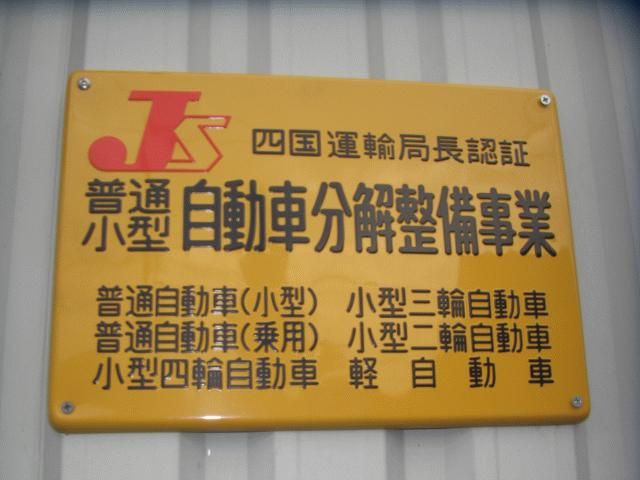 JS 四国運輸局長認証
普通
小型 自動車分解整備事業
普通自動車(小型) 小型三輪自動車
普通自動車(乗用) 小型二輪自動車
小型四輪自動車 軽自動車